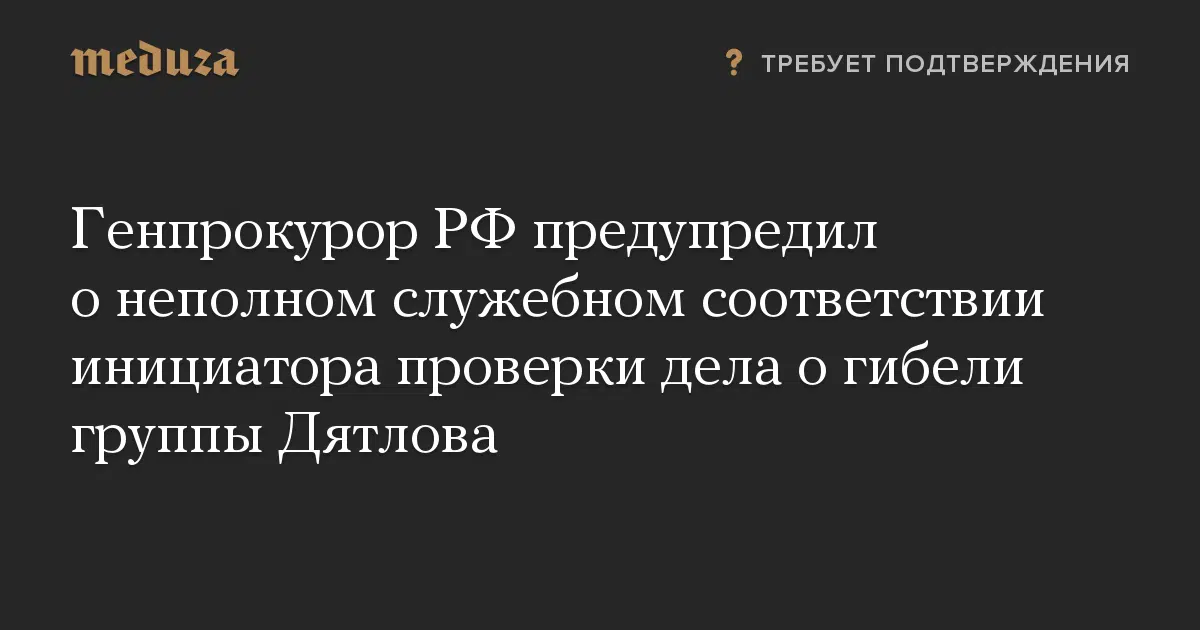 meduza
? ТРЕБУЕТ ПОДТВЕРЖДЕНИЯ
Генпрокурор РФ предупредил
о неполном служебном соответствии
инициатора проверки дела о гибели
группы Дятлова